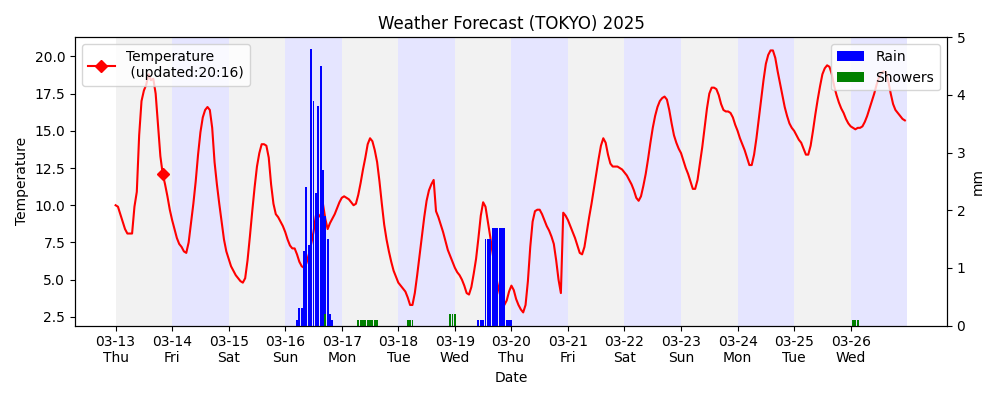 Weather Forecast (TOKYO) 2025
Temperature
(updated:20:16)
Rain
Showers
Temperature
20.0
17.5
15.0
12.5
10.0
7.5
5.0
2.5
5
4
3
2
1
0
mm
03-13 03-14 03-15 03-16 03-17 03-18 03-19 03-20 03-21 03-22 03-23 03-24 03-25 03-26
Thu Fri Sat Sun Mon Tue Wed Thu Fri Sat Sun Mon Tue Wed
Date